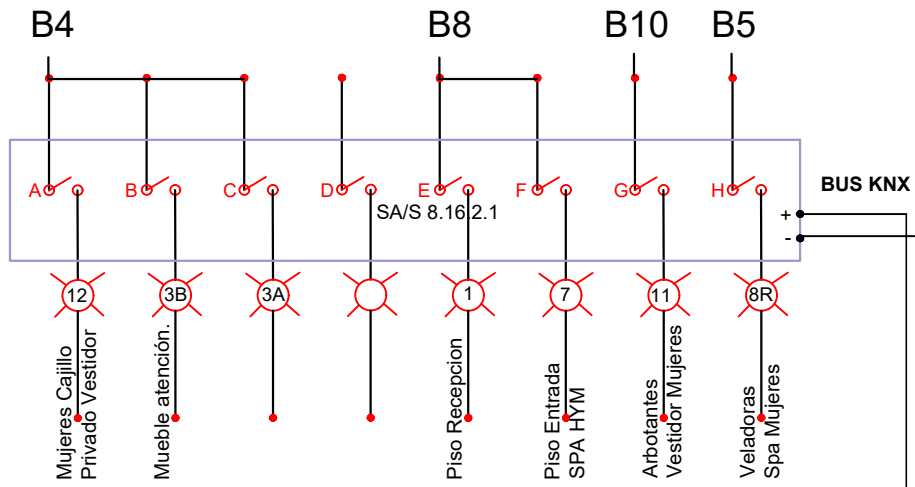 B4
B8
B10
B5
A
B
C
D
E
F
G
H
BUS KNX
SA/S 8.16.2.1
+
-
12
3B
3A
1
7
11
8R
Mujeres Cajillo
Privado Vestidor
Mueble atención.
Piso Recepcion
Piso Entrada
SPA HYM
Arbotantes
Vestidor Mujeres
Veladoras
Spa Mujeres